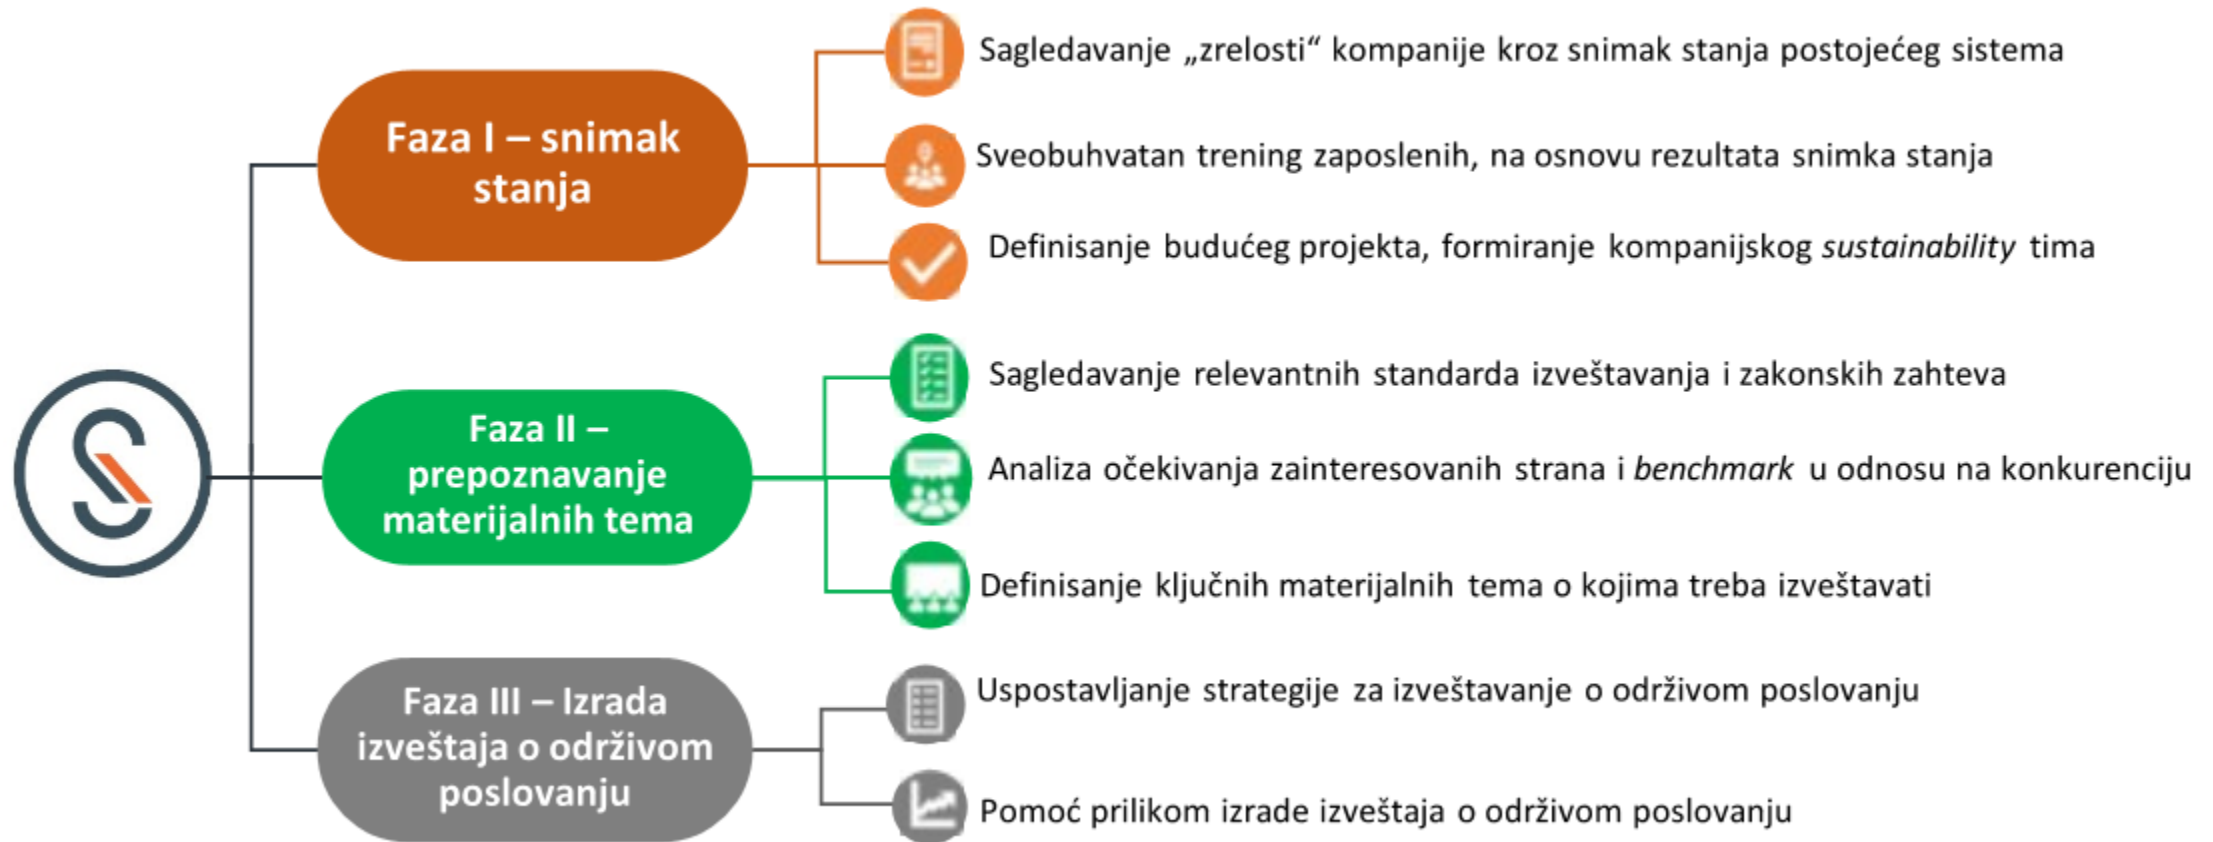 Faza I – snimak
stanja
Sagledavanje „zrelosti“ kompanije kroz snimak stanja postojećeg sistema
Sveobuhvatan trening zaposlenih, na osnovu rezultata snimka stanja
Definisanje budućeg projekta, formiranje kompanijskog sustainability tima
Faza II –
prepoznavanje
materijalnih tema
Sagledavanje relevantnih standarda izveštavanja i zakonskih zahteva
Analiza očekivanja zainteresovanih strana i benchmark u odnosu na konkurenciju
Definisanje ključnih materijalnih tema o kojima treba izveštavati
Faza III – Izrada
izveštaja o održivom
poslovanju
Uspostavljanje strategije za izveštavanje o održivom poslovanju
Pomoć prilikom izrade izveštaja o održivom poslovanju